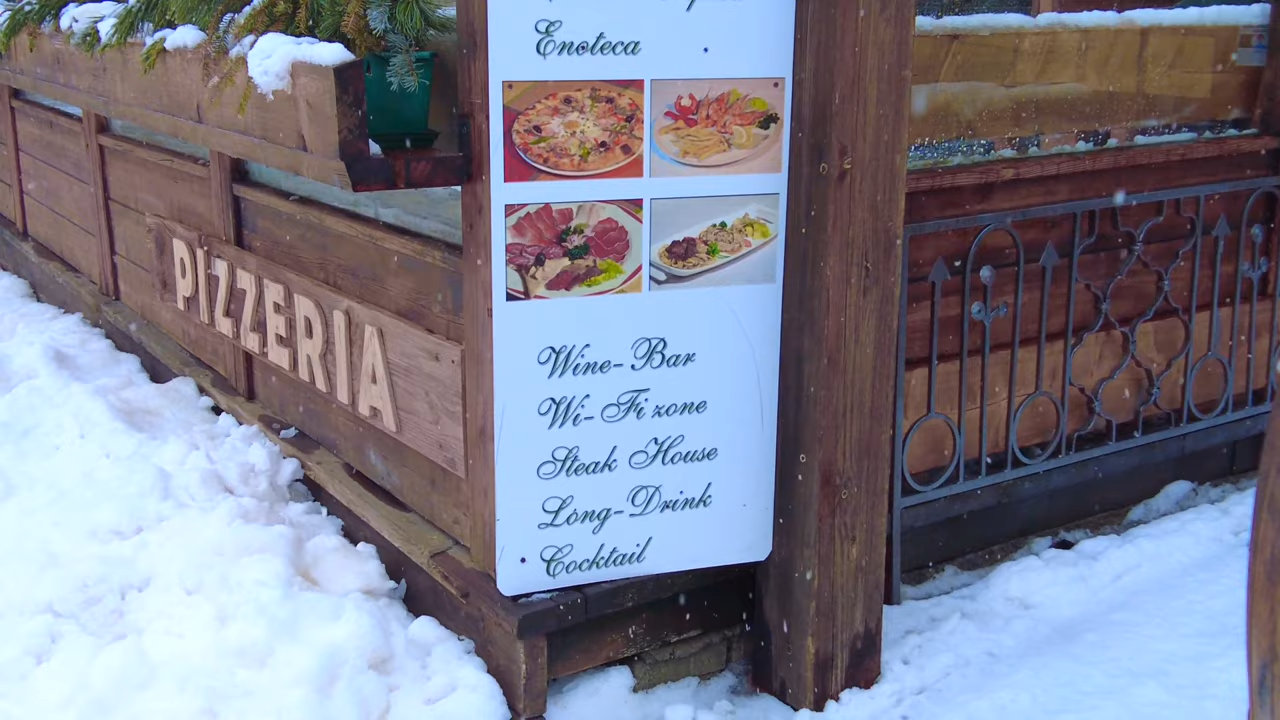 Enoteca
PIZZERIA
Wine-Bar
Wi-Fi zone
Steak House
Long-Drink
Cocktail